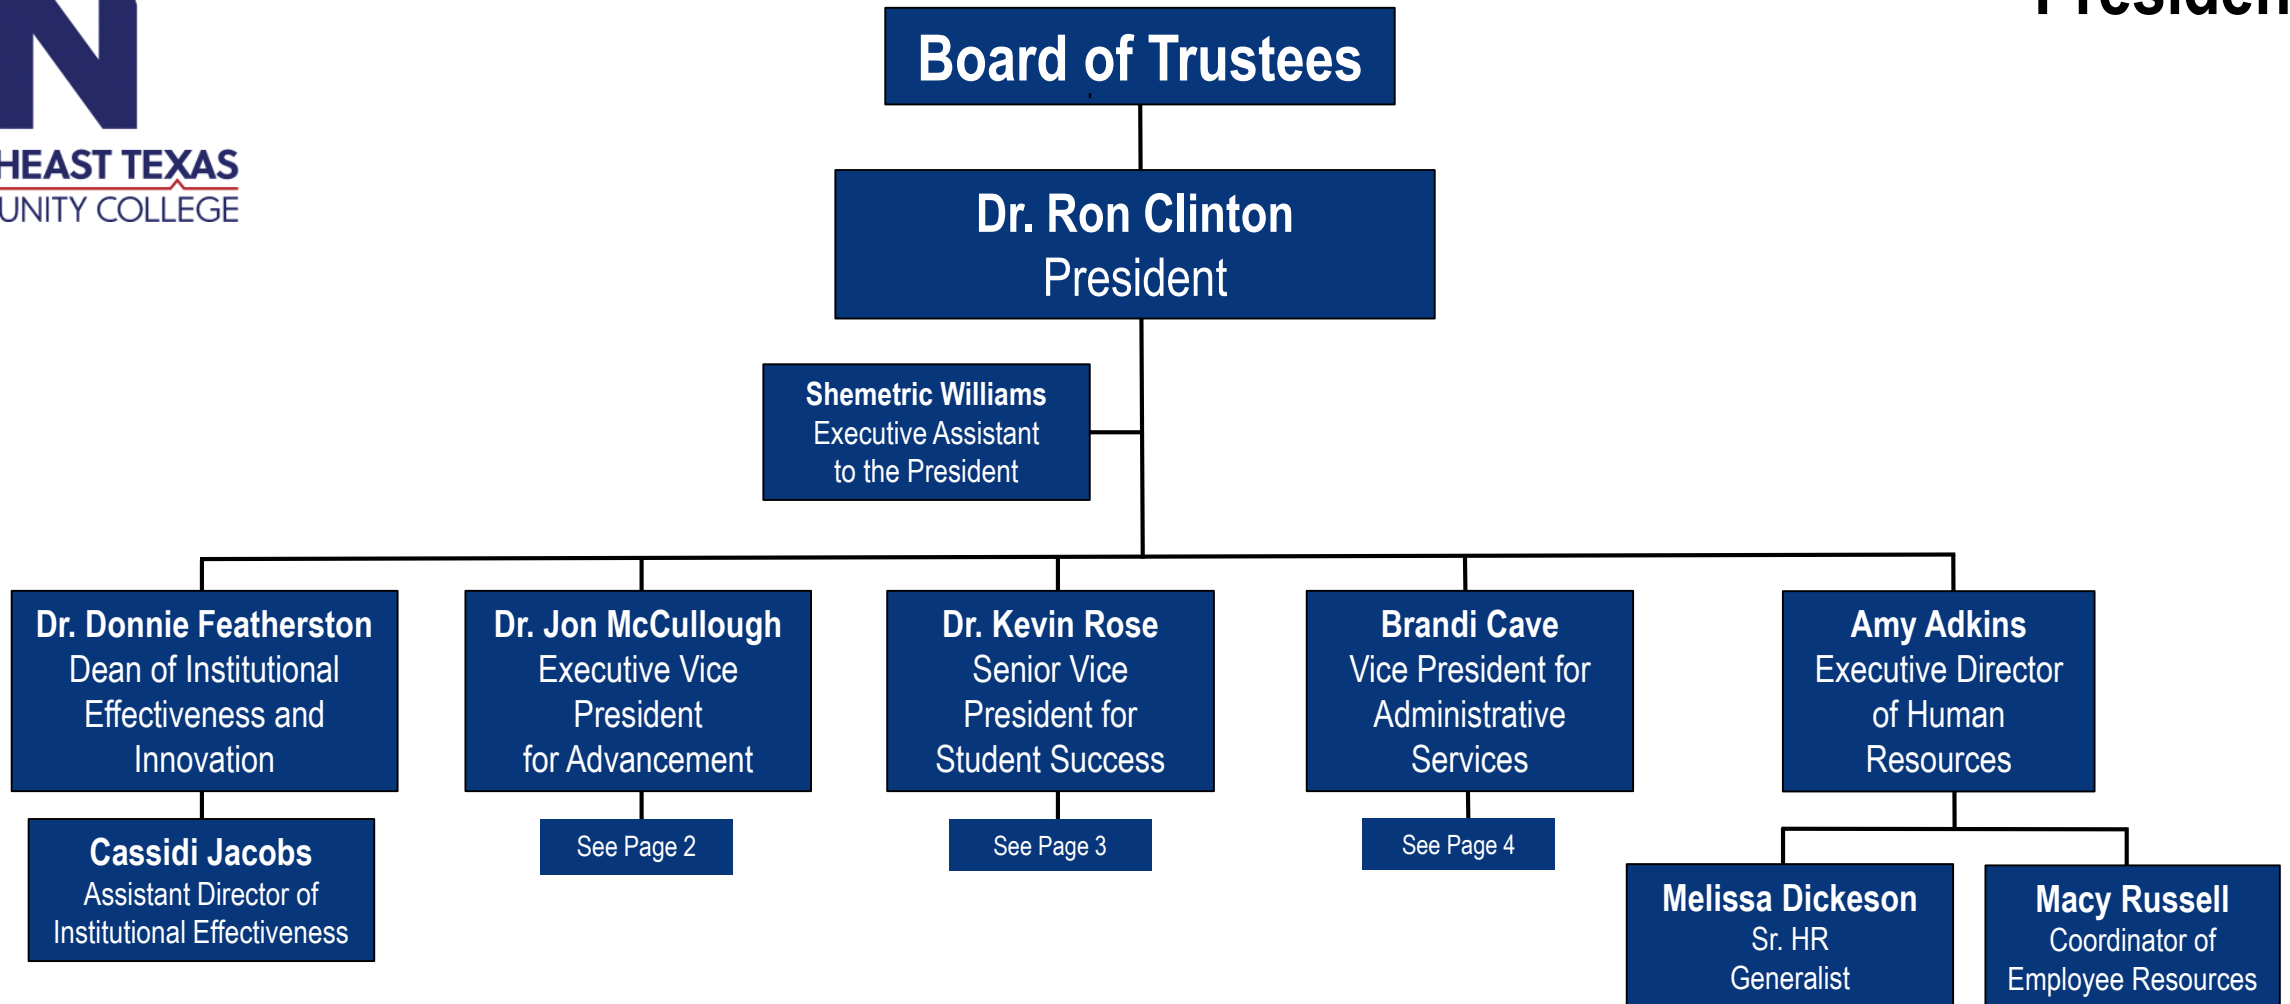 Presiden
N
HEAST TEXAS
UNITY COLLEGE
Board of Trustees
Dr. Ron Clinton
President
Shemetric Williams
Executive Assistant
to the President
Dr. Donnie Featherston
Dean of Institutional
Effectiveness and
Innovation
Dr. Jon McCullough
Executive Vice
President
for Advancement
Dr. Kevin Rose
Senior Vice
President for
Student Success
Brandi Cave
Vice President for
Administrative
Services
Amy Adkins
Executive Director
of Human
Resources
Cassidi Jacobs
Assistant Director of
Institutional Effectiveness
See Page 2
See Page 3
See Page 4
Melissa Dickeson
Sr. HR
Generalist
Macy Russell
Coordinator of
Employee Resources